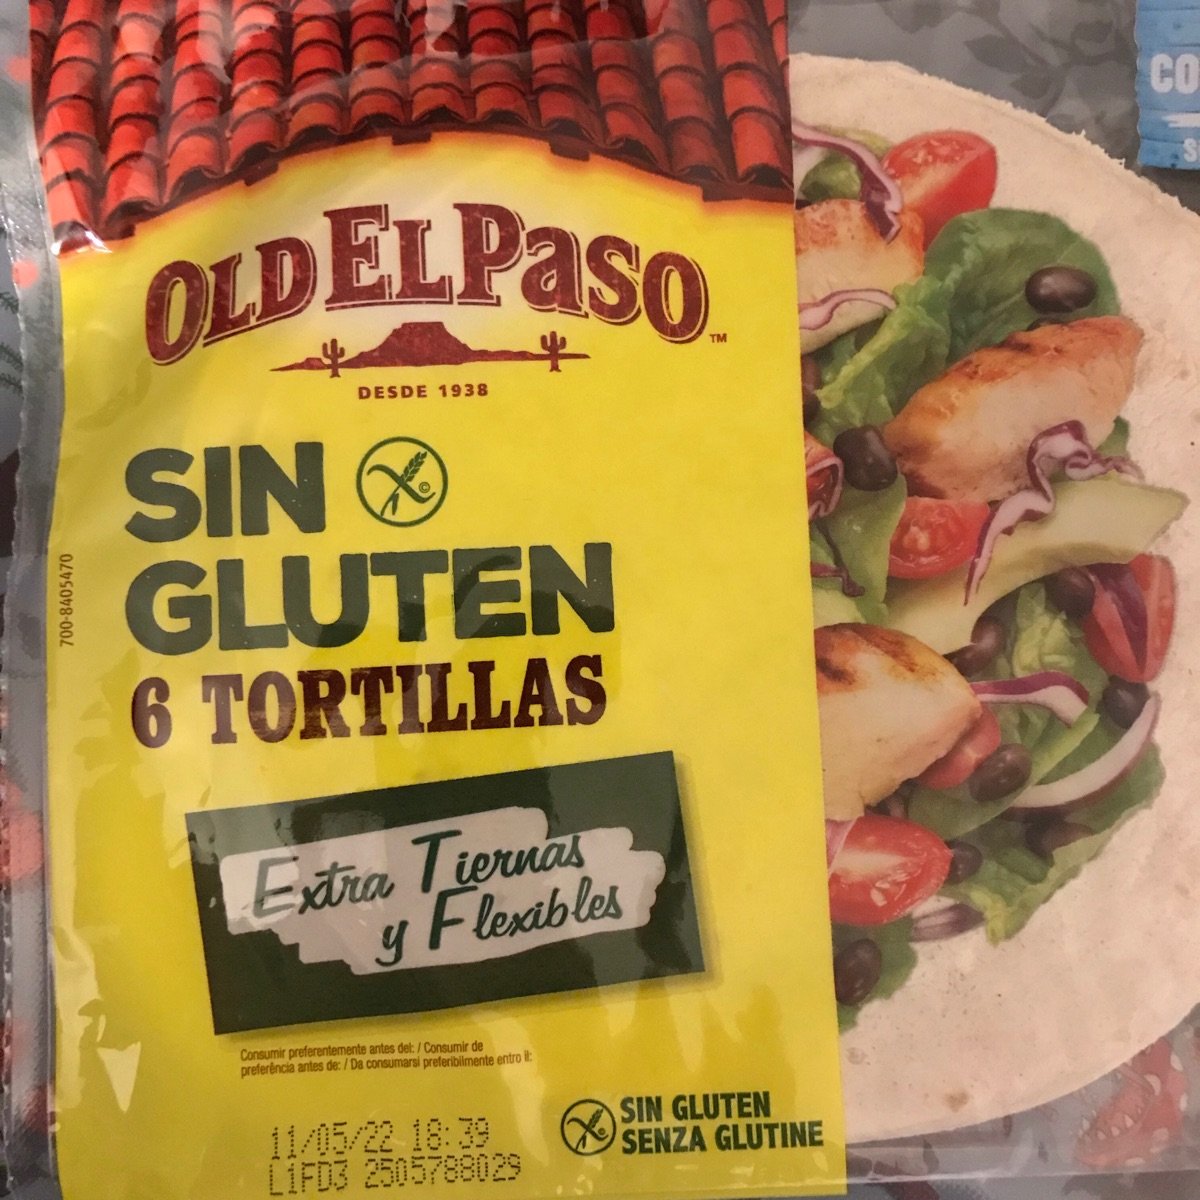 OLD EL PASO™
DESDE 1938
SIN
GLUTEN
6 TORTILLAS
Extra Tiernas
y Flexibles
700-8405470
Consumir preferentemente antes del: / Consumir de
preferência antes de: / Da consumarsi preferibilmente entro il:
11/05/22 18:39
L1FD3 2505788029
SIN GLUTEN
SENZA GLUTINE